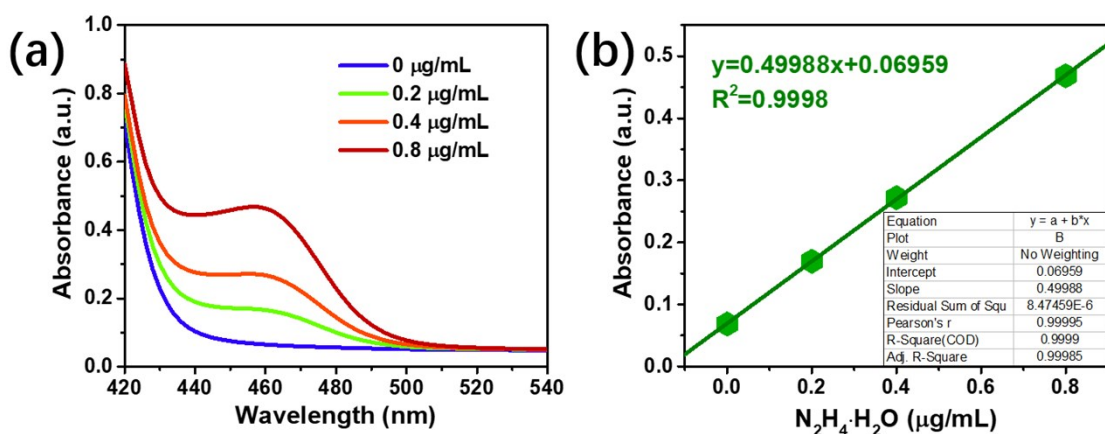 (a)
1.0
0.8
0.6
0.4
0.2
0.0
Absorbance (a.u.)
0 μg/mL
0.2 μg/mL
0.4 μg/mL
0.8 μg/mL
420 440 460 480 500 520 540
Wavelength (nm)
(b)
0.5
0.4
0.3
0.2
0.1
0.0
Absorbance (a.u.)
y=0.49988x+0.06959
R²=0.9998
Equation y = a + b*x
Plot B
Weight No Weighting
Intercept 0.06959
Slope 0.49988
Residual Sum of Squ 8.47459E-6
Pearson's r 0.99995
R-Square(COD) 0.9999
Adj. R-Square 0.99985
0.0 0.2 0.4 0.6 0.8
N₂H₄·H₂O (μg/mL)